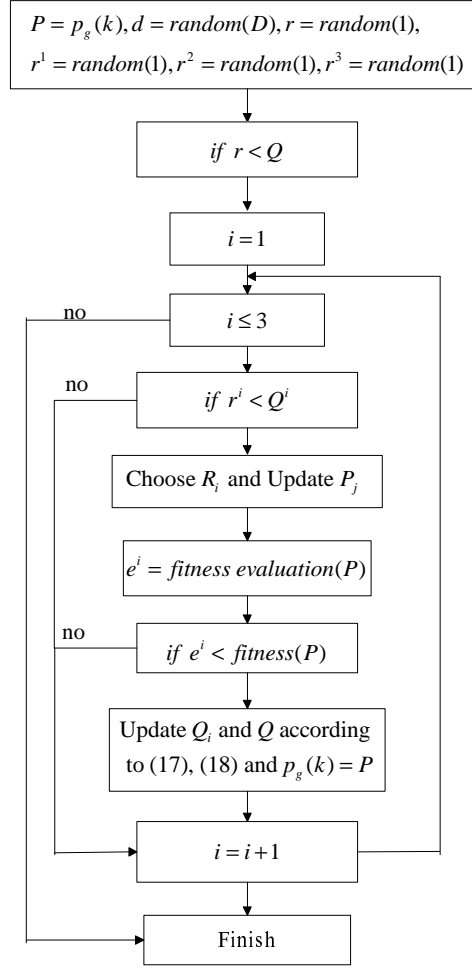 P = p_g(k), d = random(D), r = random(1),
r^1 = random(1), r^2 = random(1), r^3 = random(1)
if r < Q
i = 1
no
i ≤ 3
no
if r^i < Q^i
Choose R_i and Update P_j
e^i = fitness evaluation(P)
no
if e^i < fitness(P)
Update Q_i and Q according
to (17), (18) and p_g(k) = P
i = i + 1
Finish